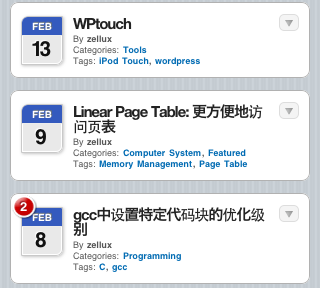 FEB
13
WPtouch
By zellux
Categories: Tools
Tags: iPod Touch, wordpress
FEB
9
Linear Page Table: 更方便地访
问页表
By zellux
Categories: Computer System, Featured
Tags: Memory Management, Page Table
2
FEB
8
gcc中设置特定代码块的优化级
别
By zellux
Categories: Programming
Tags: C, gcc